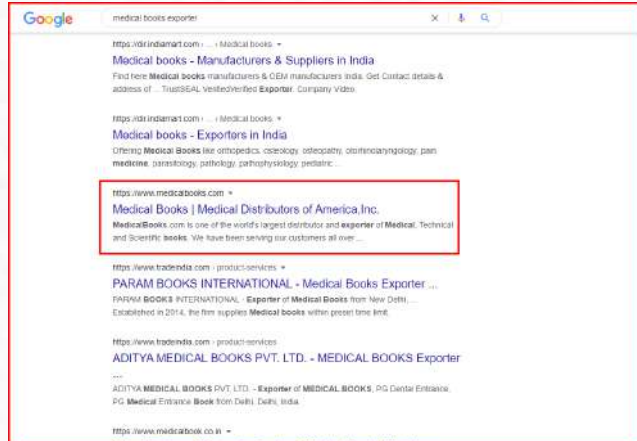 Google
medical books exporter
https://dir.indiamart.com › ... › Medical books
Medical books - Manufacturers & Suppliers in India
Find here Medical books manufacturers & OEM manufacturers India. Get Contact details &
address of ... TrustSEAL VerifiedVerified Exporter. Company Video.
https://dir.indiamart.com › ... › Medical books
Medical books - Exporters in India
Offering Medical Books like orthopedics, osteology, osteopathy, otorhinolaryngology, pain
medicine, parasitology, pathology, pathophysiology, pediatric ...
https://www.medicalbooks.com
Medical Books | Medical Distributors of America,Inc.
MedicalBooks.com is one of the world's largest distributor and exporter of Medical, Technical
and Scientific books. We have been serving our customers all over ...
https://www.tradeindia.com › product-services
PARAM BOOKS INTERNATIONAL - Medical Books Exporter ...
PARAM BOOKS INTERNATIONAL - Exporter of Medical Books from New Delhi, ...
Established in 2014, the firm supplies Medical books within preset time limit.
https://www.tradeindia.com › product-services
ADITYA MEDICAL BOOKS PVT. LTD. - MEDICAL BOOKS Exporter
...
ADITYA MEDICAL BOOKS PVT. LTD. - Exporter of MEDICAL BOOKS, PG Dental Entrance,
PG Medical Entrance Book from Delhi, Delhi, India.
https://www.medicalbook.co.in